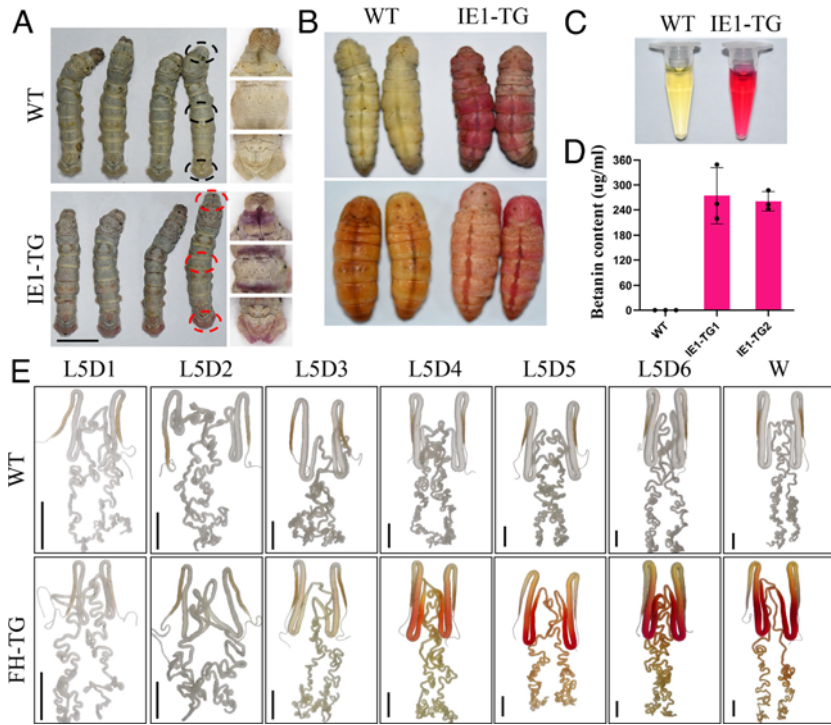 A
WT
IE1-TG
B
WT IE1-TG
C
WT IE1-TG
D
Betanin content (ug/ml)
360
300
240
180
120
60
0
WT
IE1-TG1
IE1-TG2
E
L5D1 L5D2 L5D3 L5D4 L5D5 L5D6 W
WT
FH-TG